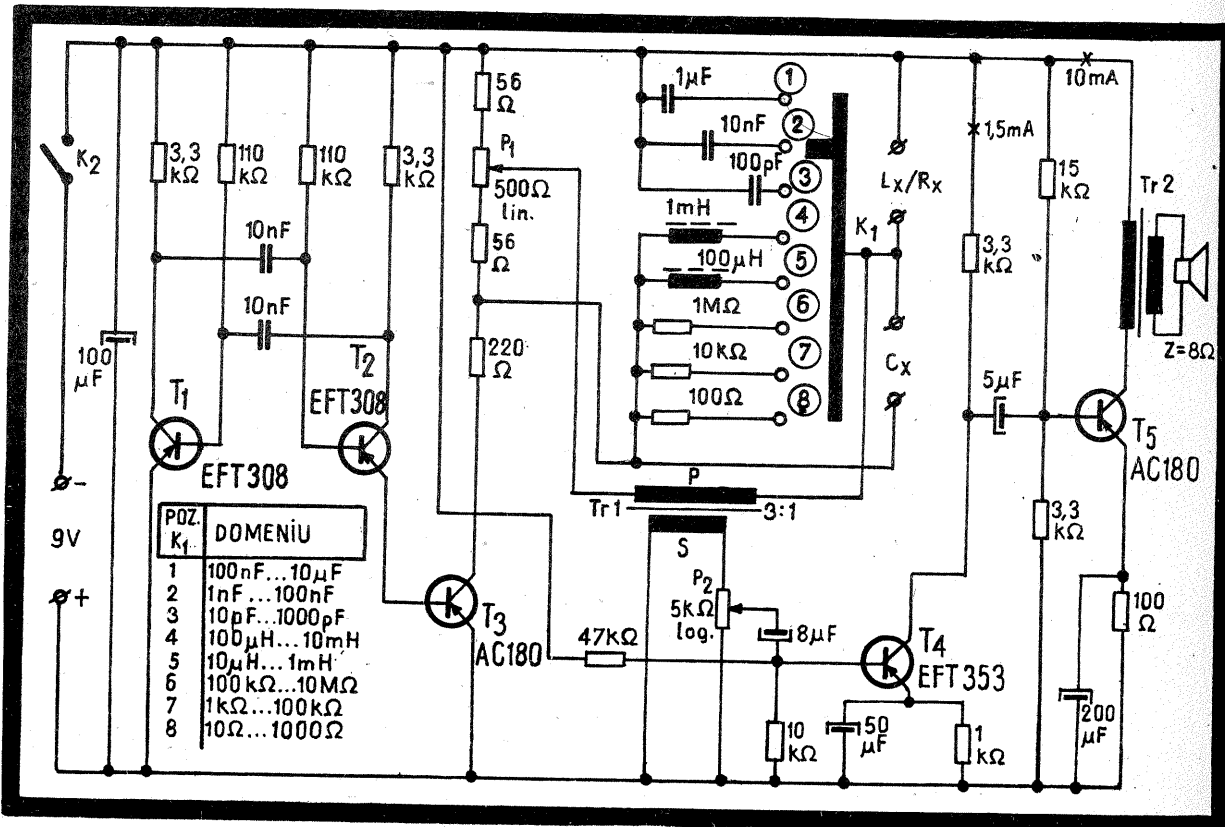 K2
9V
-
+
100 μF
3,3 kΩ
110 kΩ
110 kΩ
3,3 kΩ
10nF
10nF
T1
EFT308
T2
EFT308
56 Ω
P1
500Ω
lin.
56 Ω
220 Ω
T3
AC180
1μF
10nF
100pF
1mH
100μH
1MΩ
10kΩ
100Ω
1
2
3
4
5
6
7
8
K1
Lx/Rx
Cx
Tr1
P
3:1
S
P2
5kΩ
log.
47kΩ
8μF
10 kΩ
50 μF
1 kΩ
T4
EFT353
1,5mA
10mA
3,3 kΩ
15 kΩ
5μF
3,3 kΩ
T5
AC180
Tr2
Z=8Ω
100 Ω
200 μF
POZ. K1 DOMENiU
1 100nF...10μF
2 1nF...100nF
3 10pF...1000pF
4 100μH...10mH
5 10μH...1mH
6 100kΩ...10MΩ
7 1kΩ...100kΩ
8 10Ω...1000Ω